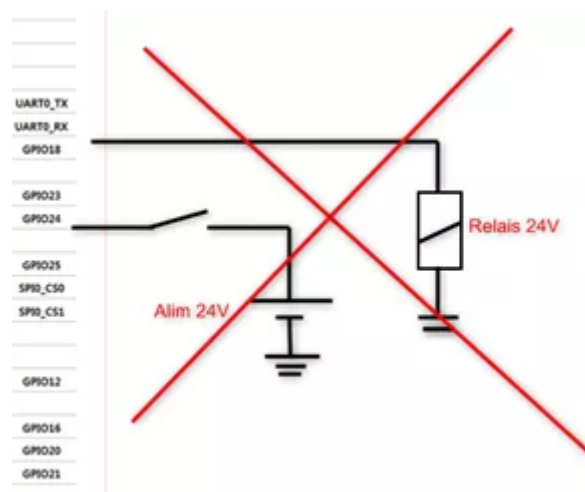 UART0_TX
UART0_RX
GPIO18
GPIO23
GPIO24
Relais 24V
GPIO25
SPI0_CS0
Alim 24V
SPI0_CS1
GPIO12
GPIO16
GPIO20
GPIO21